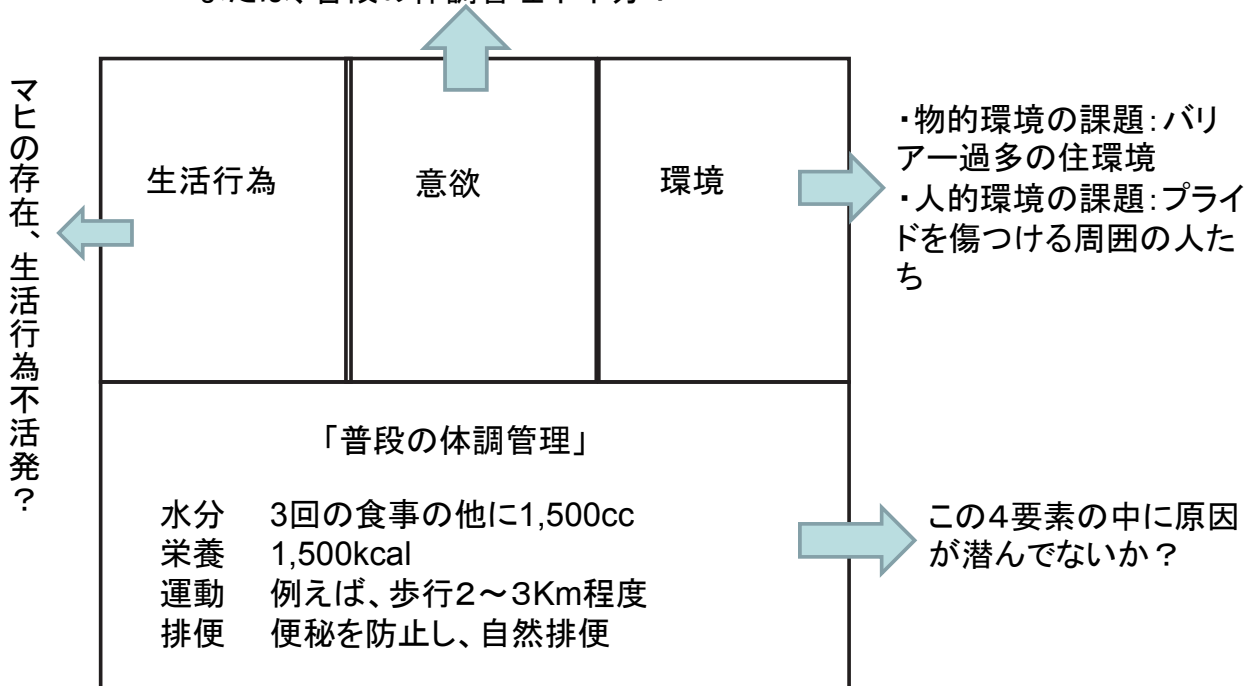 マヒの存在、生活行為不活発?
生活行為
意欲
環境
・物的環境の課題:バリ
アー過多の住環境
・人的環境の課題:プライ
ドを傷つける周囲の人た
ち
「普段の体調管理」
水分 3回の食事の他に1,500cc
栄養 1,500kcal
運動 例えば、歩行2~3Km程度
排便 便秘を防止し、自然排便
この4要素の中に原因
が潜んでないか?